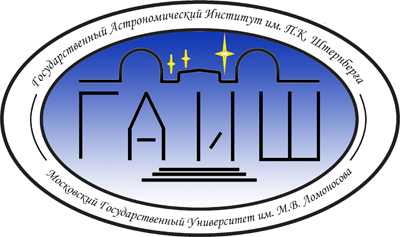 Государственный Астрономический Институт им. П.К. Штернберга
ГАИШ
Московский Государственный Университет им. М.В. Ломоносова